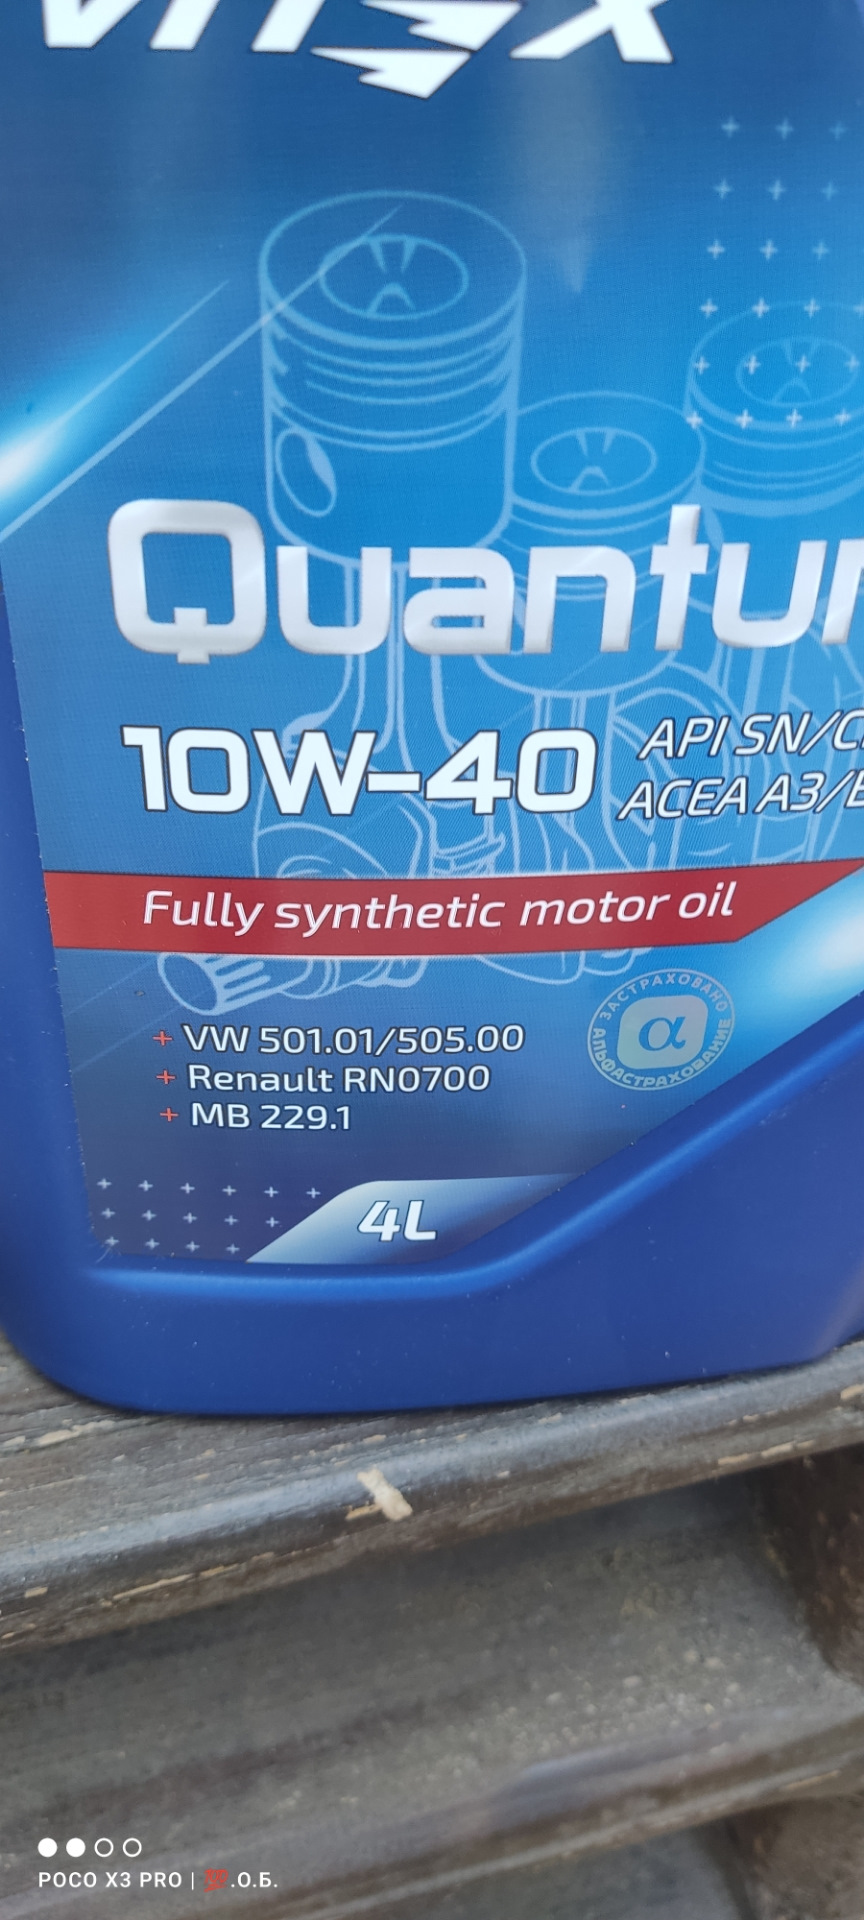 Quantu
10W-40
API SN/C
ACEA A3/
Fully synthetic motor oil
+ VW 501.01/505.00
+ Renault RN0700
+ MB 229.1
ЗАСТРАХОВАНО
α
АЛЬФАСТРАХОВАНИЕ
4L
POCO X3 PRO | 💯.О.Б.